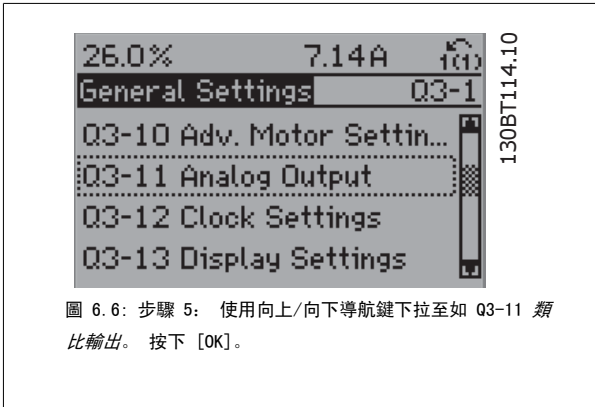 26.0% 7.14A 1(1)
General Settings Q3-1
Q3-10 Adv. Motor Settin...
Q3-11 Analog Output
Q3-12 Clock Settings
Q3-13 Display Settings
130BT114.10
圖 6.6: 步驟 5: 使用向上/向下導航鍵下拉至如 Q3-11 類
比輸出。 按下 [OK]。